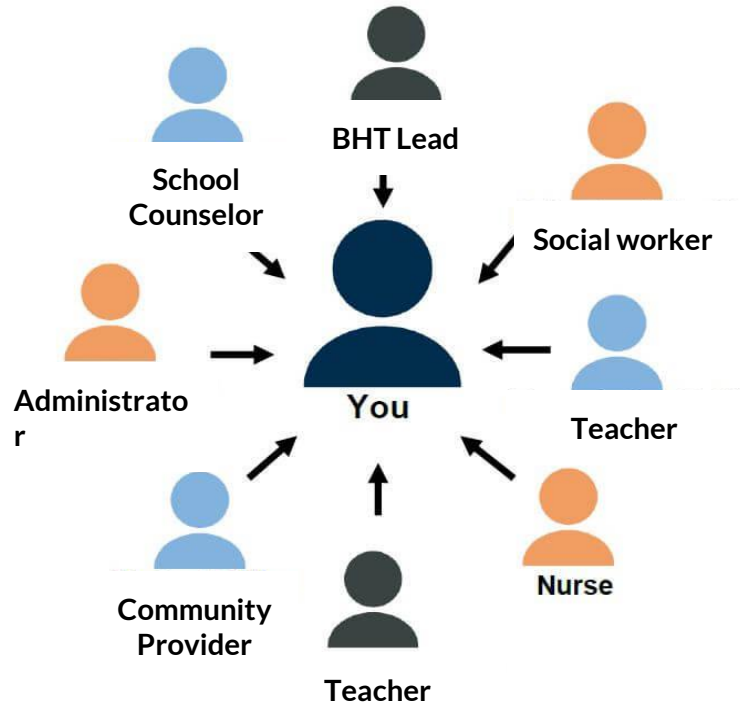 BHT Lead
School
Counselor
Social worker
Administrato
r
You
Teacher
Nurse
Community
Provider
Teacher